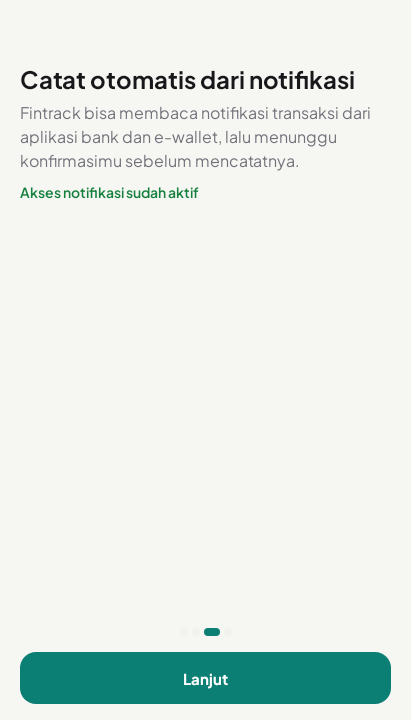 Catat otomatis dari notifikasi
Fintrack bisa membaca notifikasi transaksi dari
aplikasi bank dan e-wallet, lalu menunggu
konfirmasimu sebelum mencatatnya.
Akses notifikasi sudah aktif
Lanjut